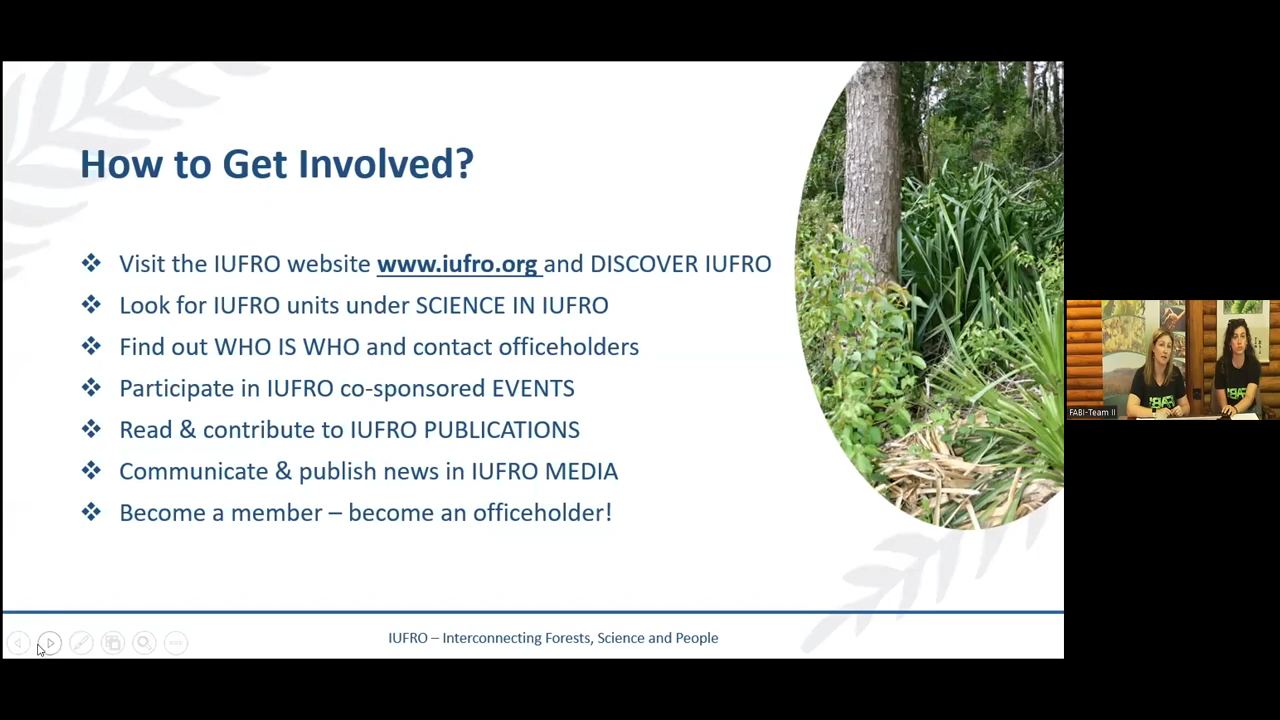 How to Get Involved?
❖ Visit the IUFRO website www.iufro.org and DISCOVER IUFRO
❖ Look for IUFRO units under SCIENCE IN IUFRO
❖ Find out WHO IS WHO and contact officeholders
❖ Participate in IUFRO co-sponsored EVENTS
❖ Read & contribute to IUFRO PUBLICATIONS
❖ Communicate & publish news in IUFRO MEDIA
❖ Become a member – become an officeholder!
IUFRO – Interconnecting Forests, Science and People
FABI-Team II